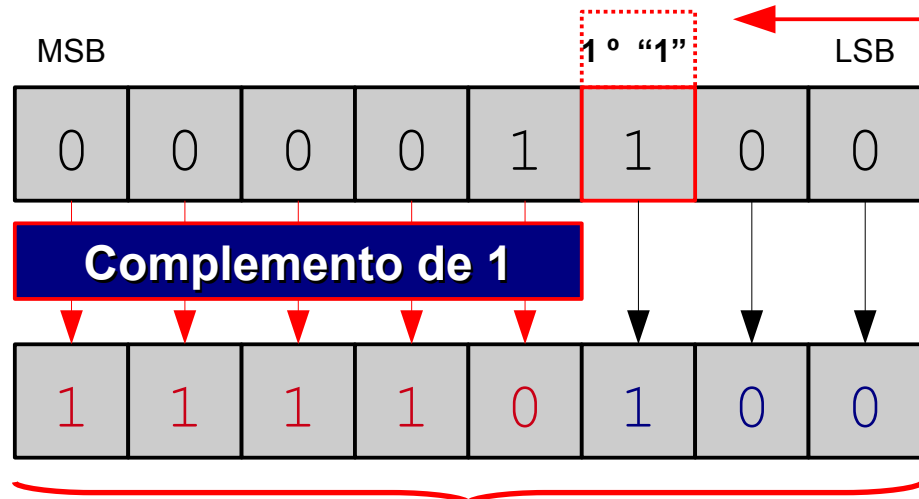 MSB 1 º “1” LSB
0 0 0 0 1 1 0 0
Complemento de 1
1 1 1 1 0 1 0 0